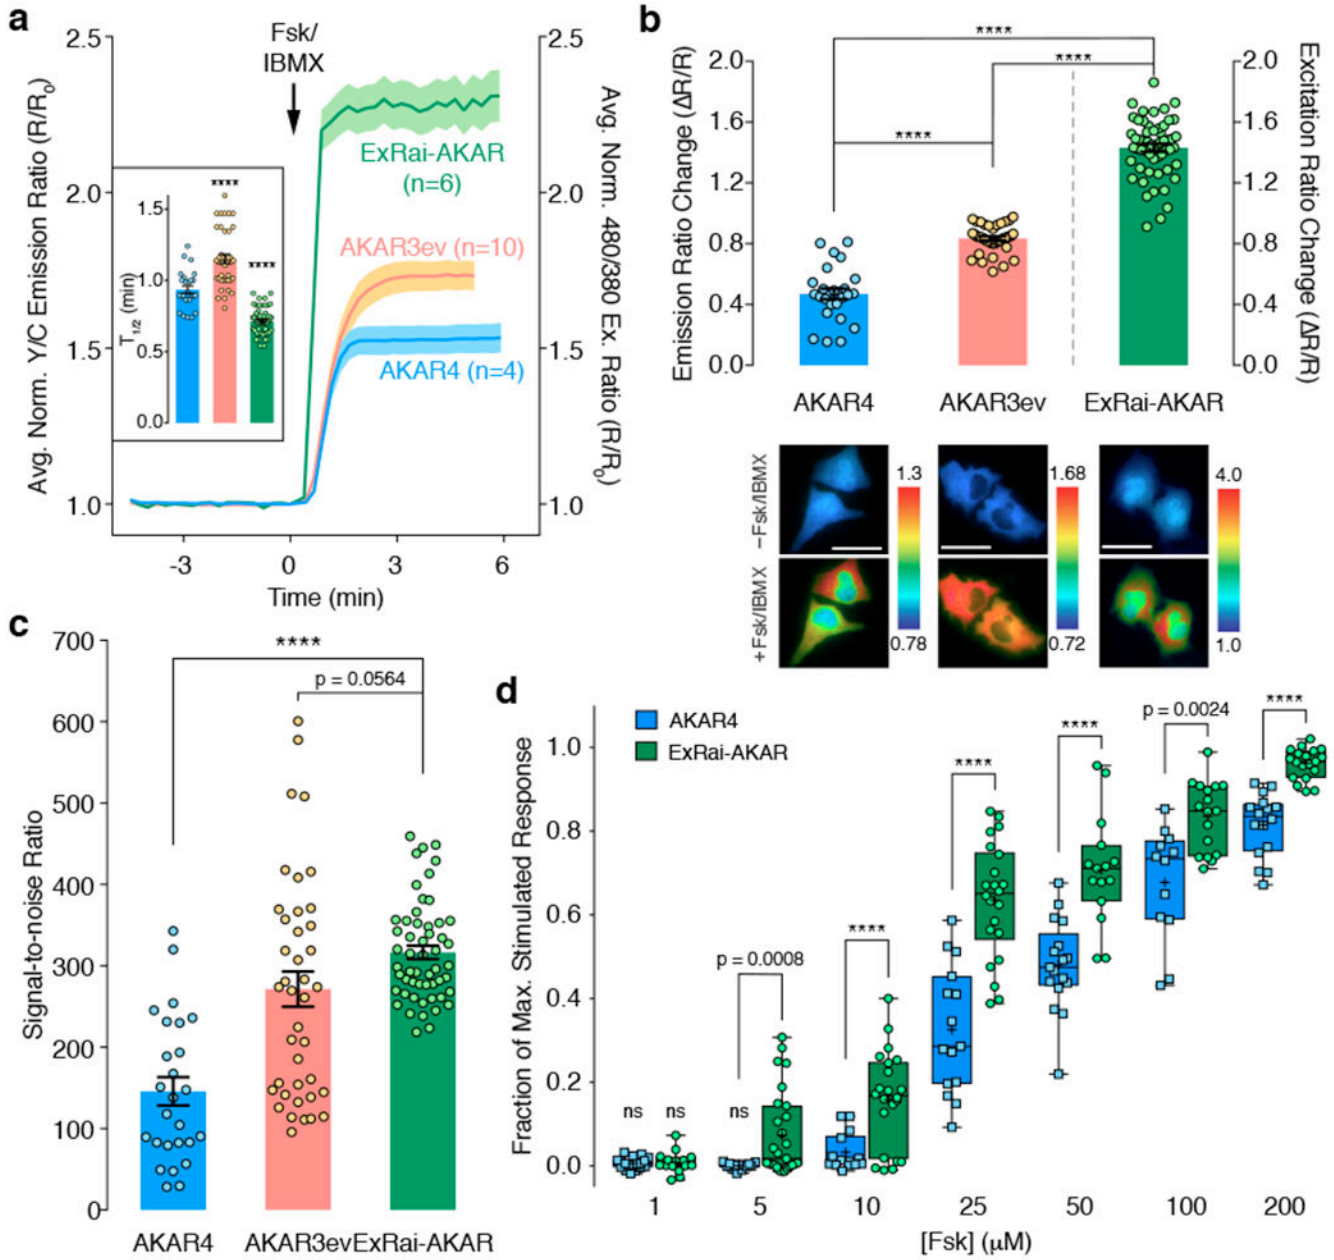 a
Fsk/
IBMX
Avg. Norm. Y/C Emission Ratio (R/R0)
2.5
2.0
1.5
1.0
2.5
2.0
1.5
1.0
Avg. Norm. 480/380 Ex. Ratio (R/R0)
ExRai-AKAR
(n=6)
AKAR3ev (n=10)
AKAR4 (n=4)
T1/2 (min)
1.5
1.0
0.5
0.0
****
****
-3
0
3
6
Time (min)
b
****
****
****
Emission Ratio Change (ΔR/R)
2.0
1.6
1.2
0.8
0.4
0.0
2.0
1.6
1.2
0.8
0.4
0.0
Excitation Ratio Change (ΔR/R)
AKAR4
AKAR3ev
ExRai-AKAR
–Fsk/IBMX
+Fsk/IBMX
1.3
0.78
1.68
0.72
4.0
1.0
c
Signal-to-noise Ratio
700
600
500
400
300
200
100
0
****
p = 0.0564
AKAR4
AKAR3ev
ExRai-AKAR
d
AKAR4
ExRai-AKAR
Fraction of Max. Stimulated Response
1.0
0.8
0.6
0.4
0.2
0.0
ns
ns
ns
p = 0.0008
****
****
****
p = 0.0024
****
1
5
10
25
50
100
200
[Fsk] (μM)